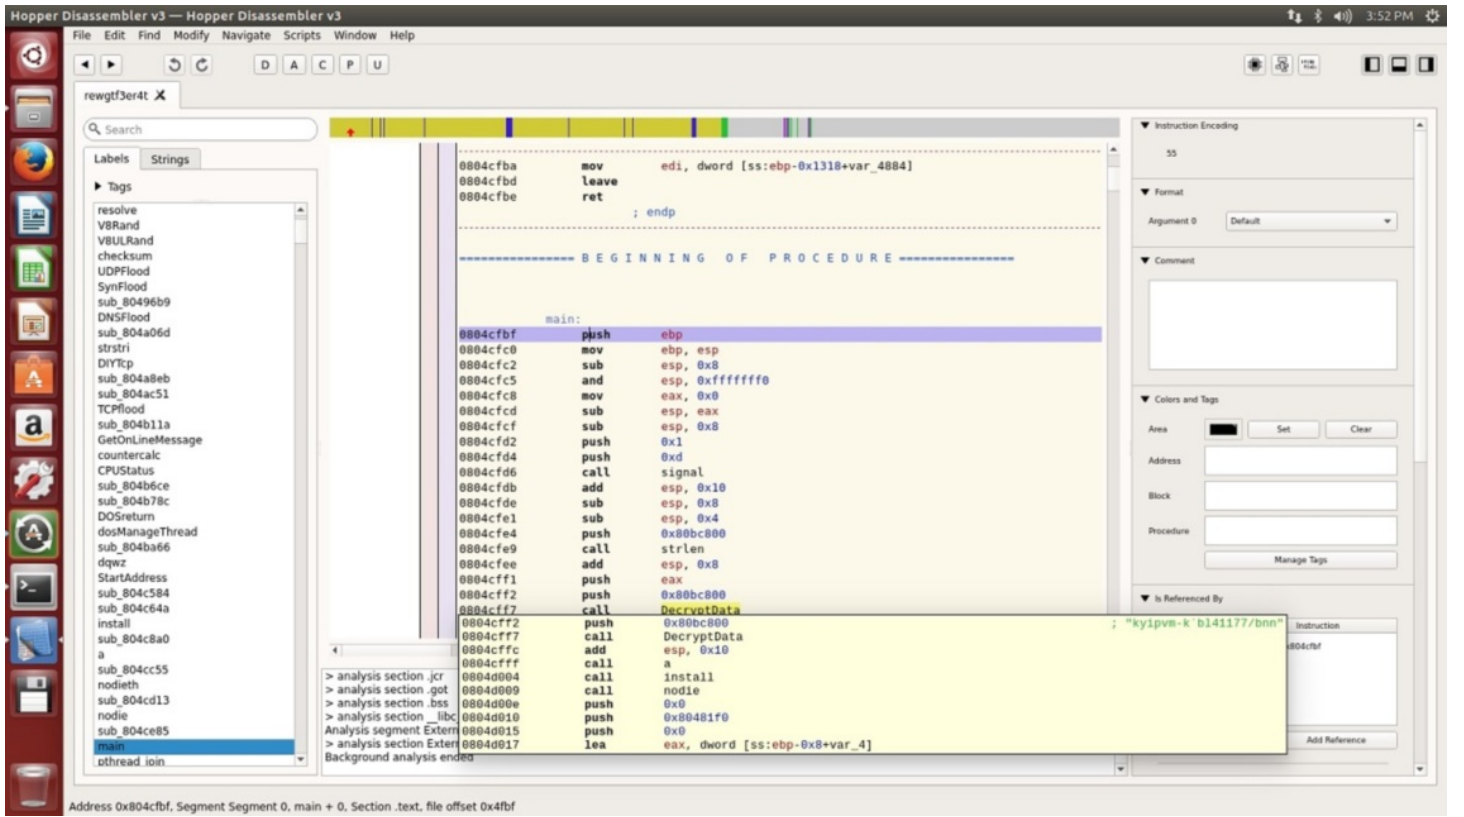 Hopper Disassembler v3 — Hopper Disassembler v3
3:52 PM
File Edit Find Modify Navigate Scripts Window Help
D A C P U
rewgtf3er4t
Search
Labels Strings
Tags
resolve
V8Rand
V8ULRand
checksum
UDPFlood
SynFlood
sub_80496b9
DNSFlood
sub_804a06d
strstri
DIYTcp
sub_804a8eb
sub_804ac51
TCPflood
sub_804b11a
GetOnLineMessage
countercalc
CPUStatus
sub_804b6ce
sub_804b78c
DOSreturn
dosManageThread
sub_804ba66
dqwz
StartAddress
sub_804c584
sub_804c64a
install
sub_804c8a0
a
sub_804cc55
nodieth
sub_804cd13
nodie
sub_804ce85
main
pthread_join
0804cfba mov edi, dword [ss:ebp-0x1318+var_4884]
0804cfbd leave
0804cfbe ret
; endp
================ B E G I N N I N G O F P R O C E D U R E ================
main:
0804cfbf push ebp
0804cfc0 mov ebp, esp
0804cfc2 sub esp, 0x8
0804cfc5 and esp, 0xfffffff0
0804cfc8 mov eax, 0x0
0804cfcd sub esp, eax
0804cfcf sub esp, 0x8
0804cfd2 push 0x1
0804cfd4 push 0xd
0804cfd6 call signal
0804cfdb add esp, 0x10
0804cfde sub esp, 0x8
0804cfe1 sub esp, 0x4
0804cfe4 push 0x80bc800
0804cfe9 call strlen
0804cfee add esp, 0x8
0804cff1 push eax
0804cff2 push 0x80bc800
0804cff7 call DecryptData
0804cff2 push 0x80bc800 ; "kyipvm-k`bl41177/bnn"
0804cff7 call DecryptData
0804cffc add esp, 0x10
0804cfff call a
0804d004 call install
0804d009 call nodie
0804d00e push 0x0
0804d010 push 0x80481f0
0804d015 push 0x0
0804d017 lea eax, dword [ss:ebp-0x8+var_4]
> analysis section .jcr
> analysis section .got
> analysis section .bss
> analysis section __libc_
Analysis segment Extern
> analysis section Extern
Background analysis ended
Instruction Encoding
55
Format
Argument 0 Default
Comment
Colors and Tags
Area Set Clear
Address
Block
Procedure
Manage Tags
Is Referenced By
Instruction
Add Reference
Address 0x804cfbf, Segment Segment 0, main + 0, Section .text, file offset 0x4fbf